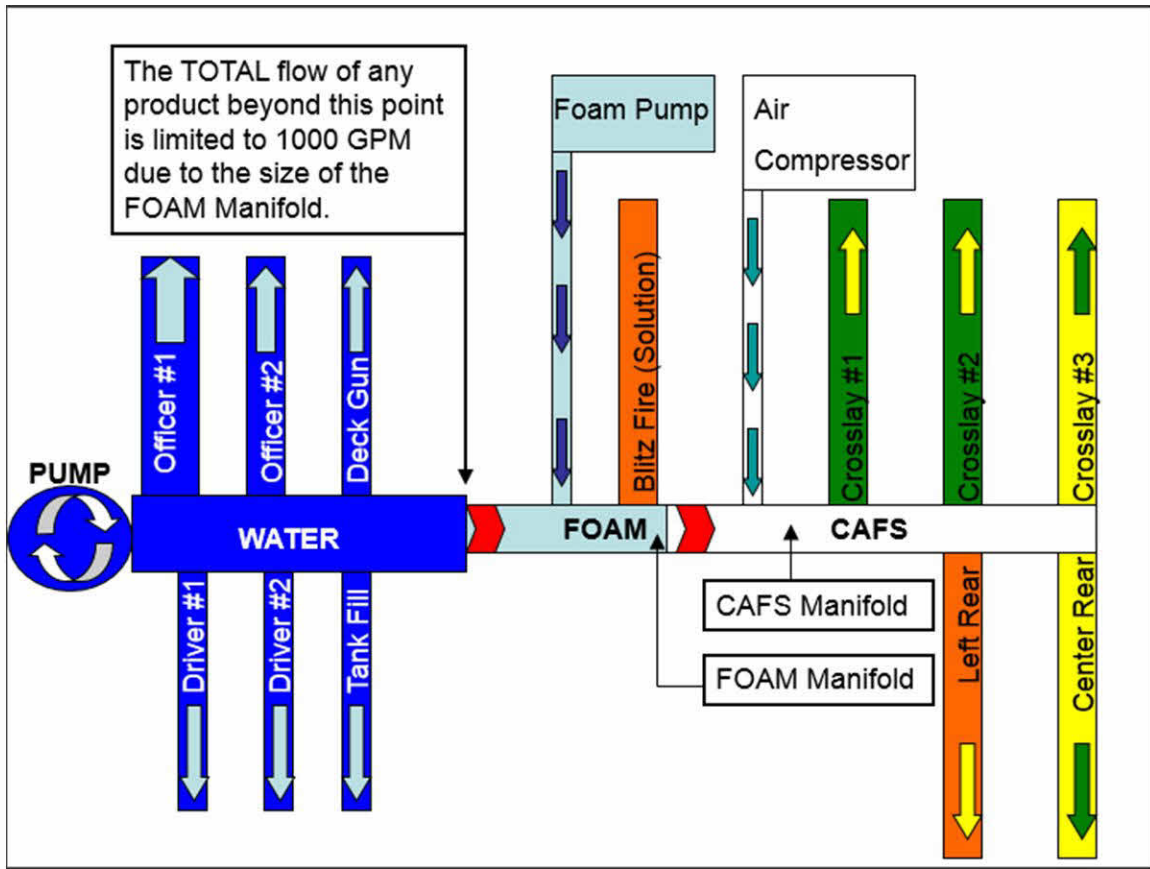 The TOTAL flow of any
product beyond this point
is limited to 1000 GPM
due to the size of the
FOAM Manifold.
Foam Pump
Air
Compressor
Officer #1
Officer #2
Deck Gun
Blitz Fire (Solution)
Crosslay #1
Crosslay #2
Crosslay #3
PUMP
WATER
FOAM
CAFS
Driver #1
Driver #2
Tank Fill
CAFS Manifold
FOAM Manifold
Left Rear
Center Rear